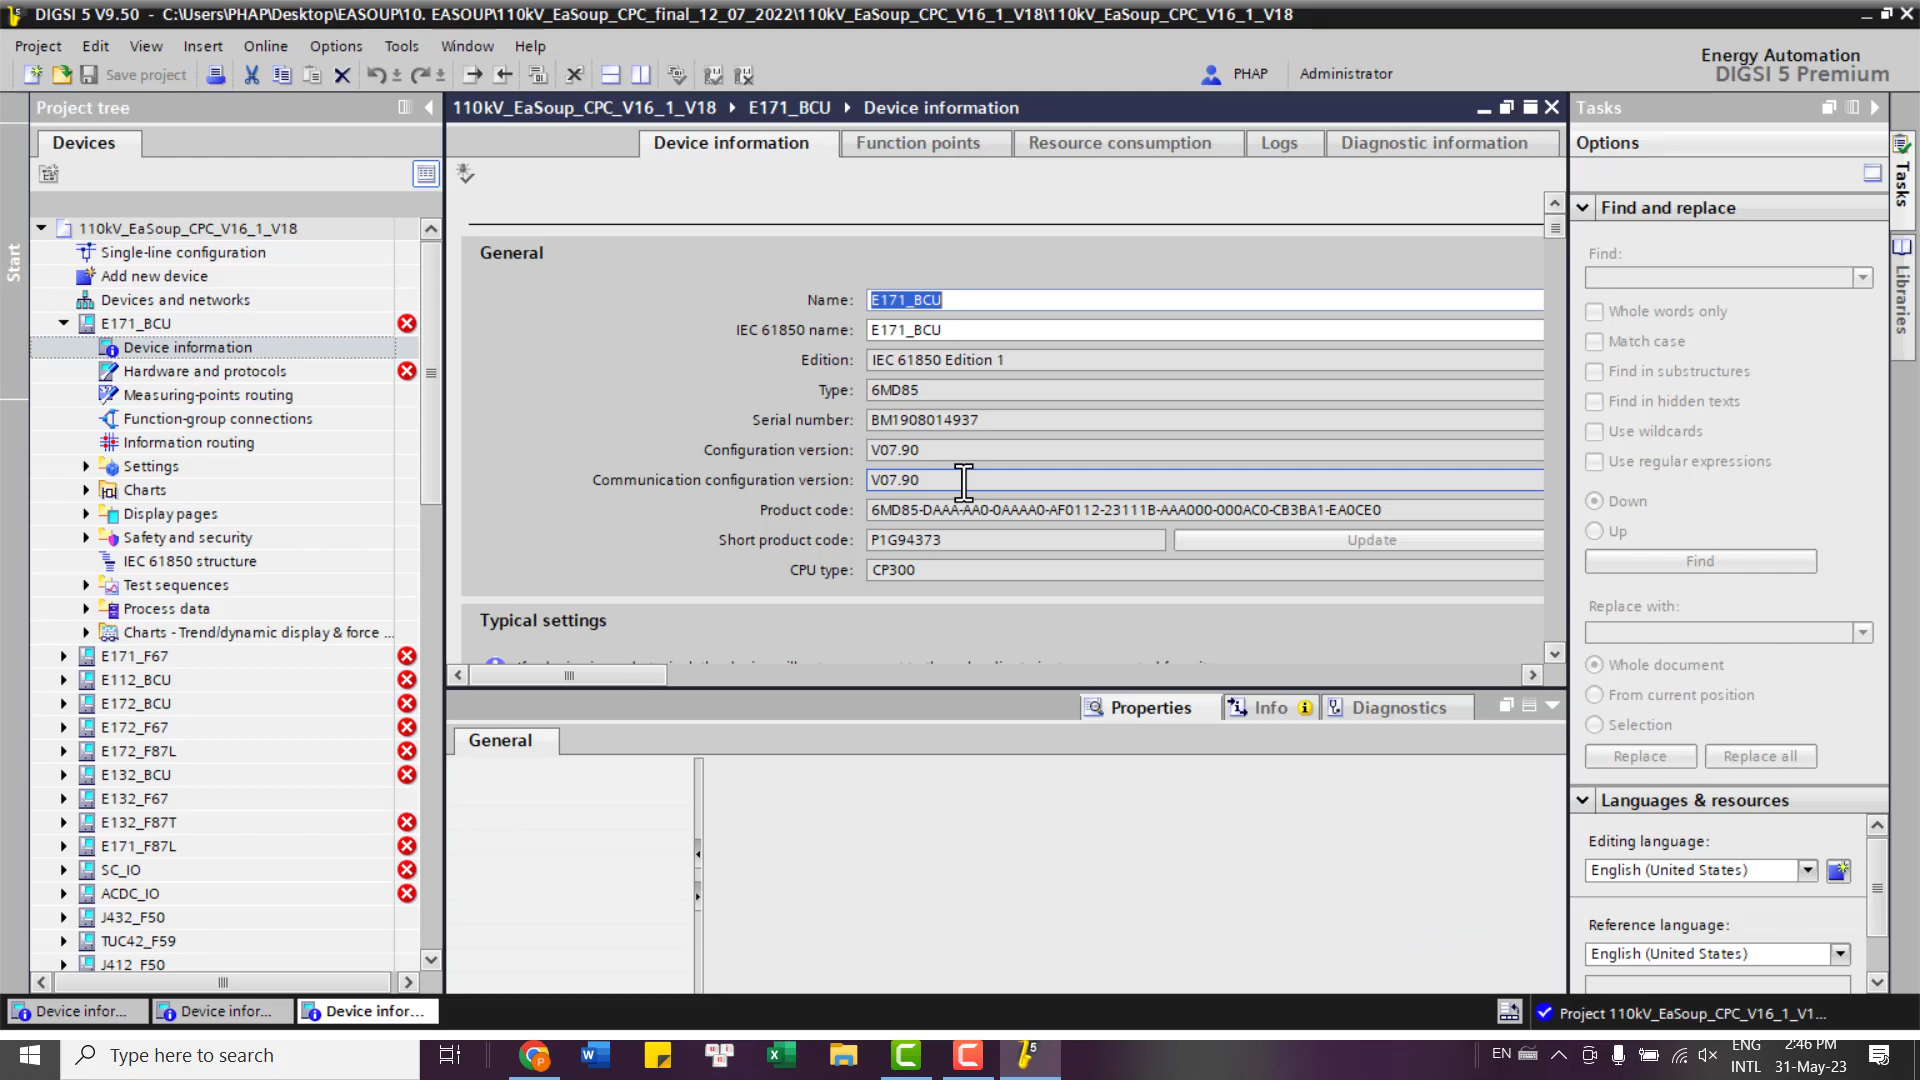 DIGSI 5 V9.50 - C:\Users\PHAP\Desktop\EASOUP\10. EASOUP\110kV_EaSoup_CPC_final_12_07_2022\110kV_EaSoup_CPC_V16_1_V18\110kV_EaSoup_CPC_V16_1_V18
Project Edit View Insert Online Options Tools Window Help
Energy Automation
DIGSI 5 Premium
Save project
PHAP Administrator
Project tree
110kV_EaSoup_CPC_V16_1_V18 E171_BCU Device information
Tasks
Devices
Device information Function points Resource consumption Logs Diagnostic information
Options
Start
Tasks
Libraries
110kV_EaSoup_CPC_V16_1_V18
Single-line configuration
Add new device
Devices and networks
E171_BCU
Device information
Hardware and protocols
Measuring-points routing
Function-group connections
Information routing
Settings
Charts
Display pages
Safety and security
IEC 61850 structure
Test sequences
Process data
Charts - Trend/dynamic display & force ...
E171_F67
E112_BCU
E172_BCU
E172_F67
E172_F87L
E132_BCU
E132_F67
E132_F87T
E171_F87L
SC_IO
ACDC_IO
J432_F50
TUC42_F59
J412_F50
General
Name: E171_BCU
IEC 61850 name: E171_BCU
Edition: IEC 61850 Edition 1
Type: 6MD85
Serial number: BM1908014937
Configuration version: V07.90
Communication configuration version: V07.90
Product code: 6MD85-DAAA-AA0-0AAAA0-AF0112-23111B-AAA000-000AC0-CB3BA1-EA0CE0
Short product code: P1G94373 Update
CPU type: CP300
Typical settings
Properties Info Diagnostics
General
Find and replace
Find:
Whole words only
Match case
Find in substructures
Find in hidden texts
Use wildcards
Use regular expressions
Down
Up
Find
Replace with:
Whole document
From current position
Selection
Replace Replace all
Languages & resources
Editing language:
English (United States)
Reference language:
English (United States)
Device infor... Device infor... Device infor...
Project 110kV_EaSoup_CPC_V16_1_V1...
Type here to search
EN
ENG
INTL
2:46 PM
31-May-23